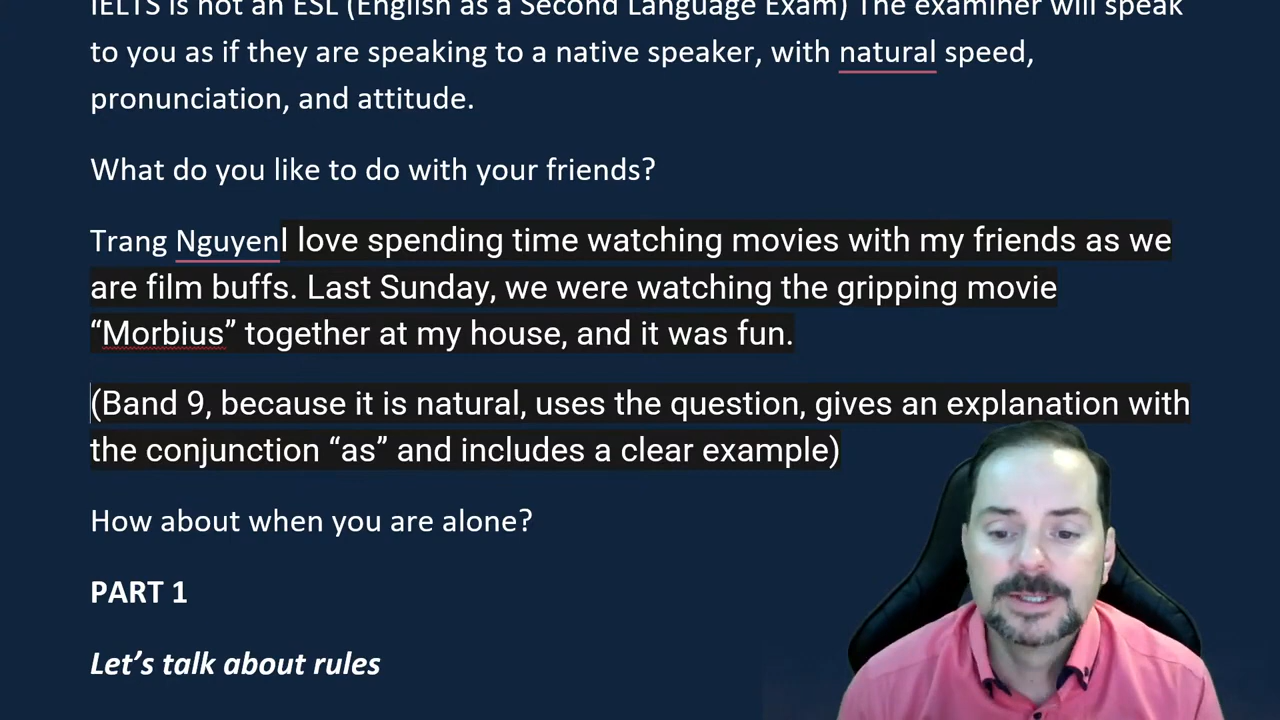 IELTS is not an ESL (English as a Second Language Exam) The examiner will speak
to you as if they are speaking to a native speaker, with natural speed,
pronunciation, and attitude.
What do you like to do with your friends?
Trang NguyenI love spending time watching movies with my friends as we
are film buffs. Last Sunday, we were watching the gripping movie
“Morbius” together at my house, and it was fun.
(Band 9, because it is natural, uses the question, gives an explanation with
the conjunction “as” and includes a clear example)
How about when you are alone?
PART 1
Let’s talk about rules